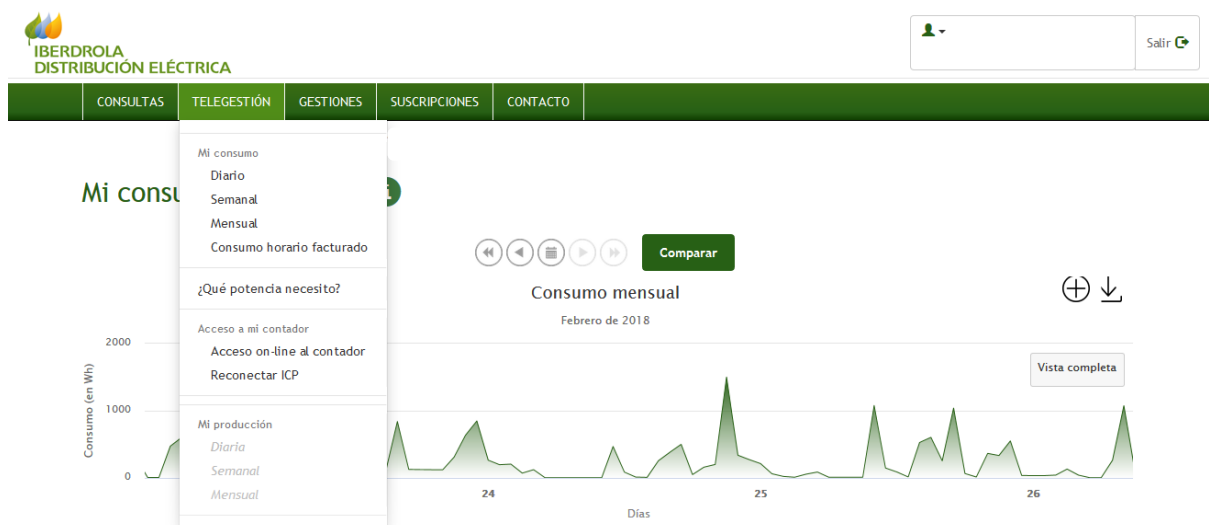 IBERDROLA
DISTRIBUCIÓN ELÉCTRICA
Salir
CONSULTAS TELEGESTIÓN GESTIONES SUSCRIPCIONES CONTACTO
Mi consu
Mi consumo
Diario
Semanal
Mensual
Consumo horario facturado
¿Qué potencia necesito?
Acceso a mi contador
Acceso on-line al contador
Reconectar ICP
Mi producción
Diaria
Semanal
Mensual
Comparar
Consumo mensual
Febrero de 2018
Vista completa
Consumo (en Wh)
2000
1000
0
24 25 26
Días